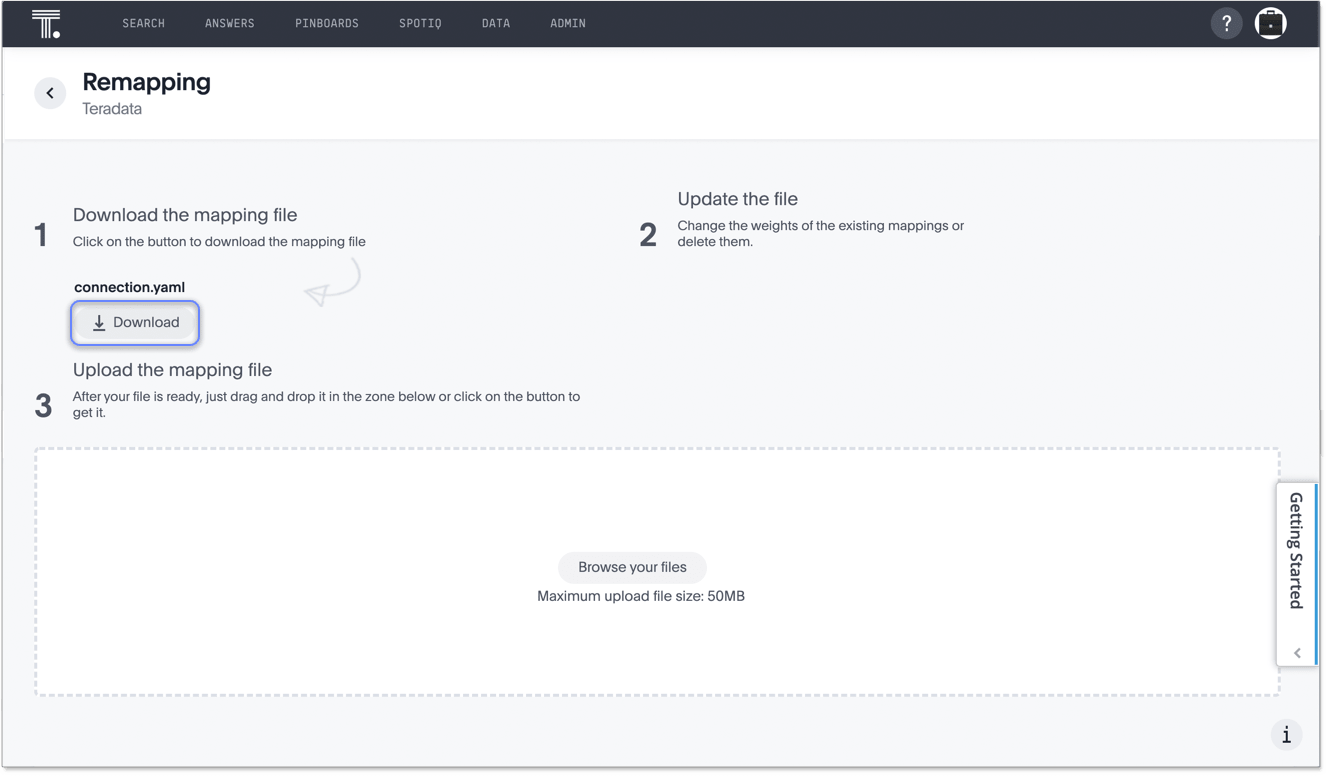 SEARCH ANSWERS PINBOARDS SPOTIQ DATA ADMIN ?
Remapping
Teradata
1
Download the mapping file
Click on the button to download the mapping file
2
Update the file
Change the weights of the existing mappings or
delete them.
connection.yaml
Download
3
Upload the mapping file
After your file is ready, just drag and drop it in the zone below or click on the button to
get it.
Browse your files
Maximum upload file size: 50MB
Getting Started
i